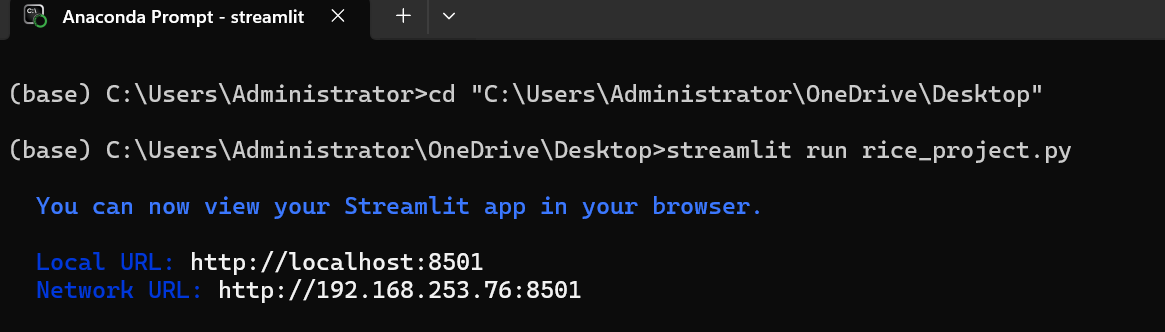 Anaconda Prompt - streamlit
(base) C:\Users\Administrator>cd "C:\Users\Administrator\OneDrive\Desktop"
(base) C:\Users\Administrator\OneDrive\Desktop>streamlit run rice_project.py
You can now view your Streamlit app in your browser.
Local URL: http://localhost:8501
Network URL: http://192.168.253.76:8501